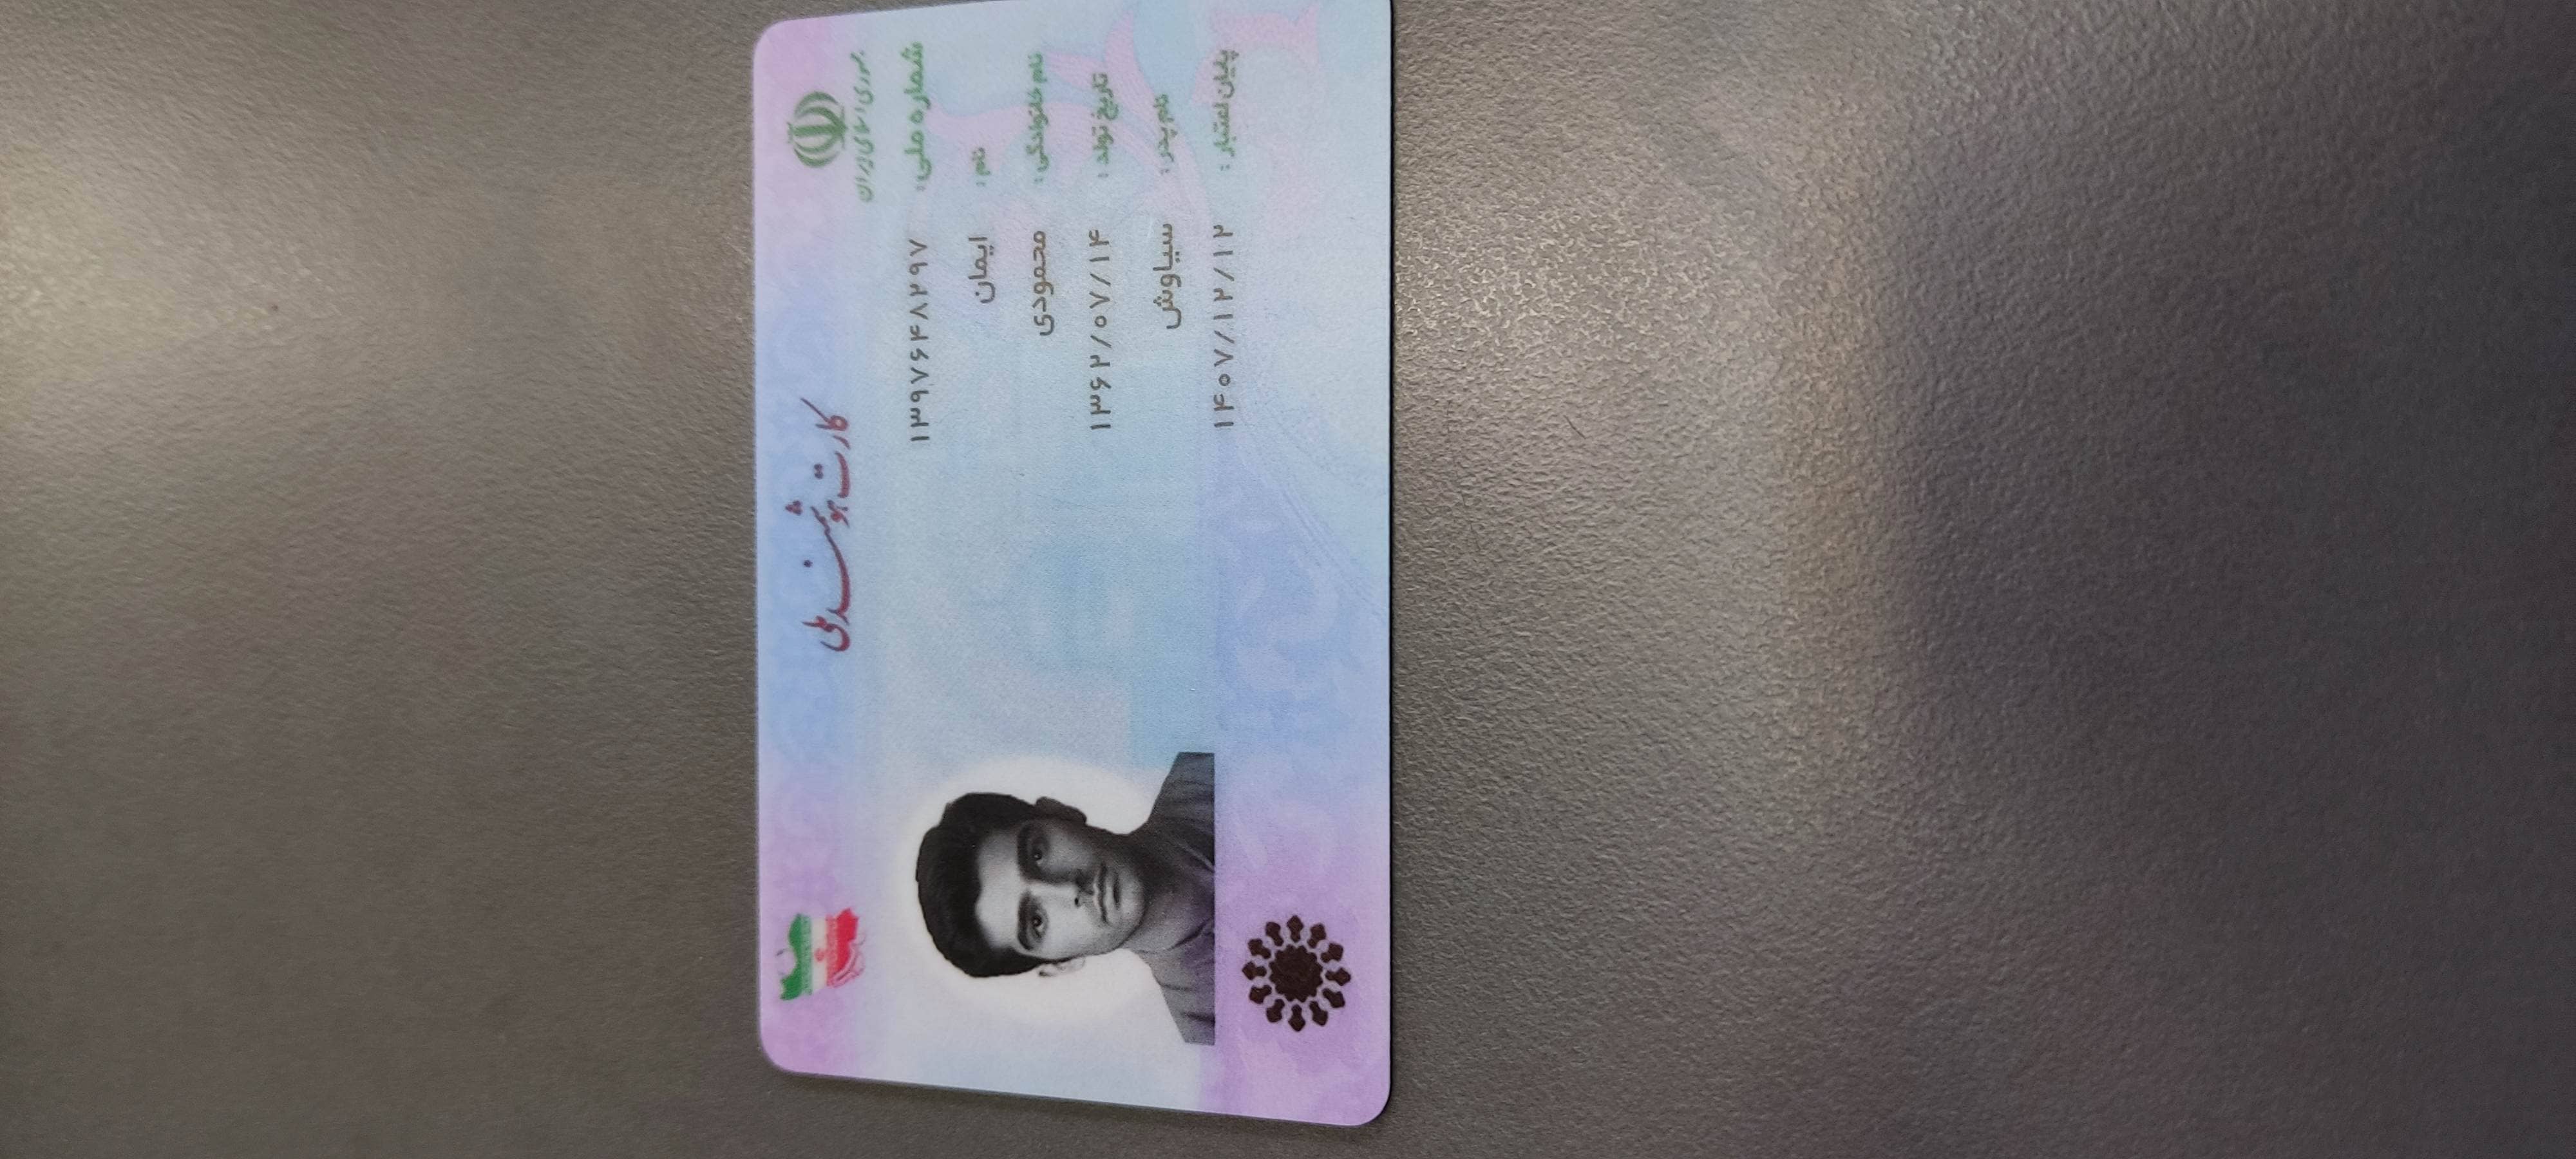 جمهوری اسلامی ایران
کارت هوشمند ملی
شماره ملی: ۱۳۹۷۶۴۸۲۹۷
نام: ایمان
نام خانوادگی: محمودی
تاریخ تولد: ۱۳۶۲/۰۷/۱۴
نام پدر: سیاوش
پایان اعتبار: ۱۴۰۷/۱۲/۱۲